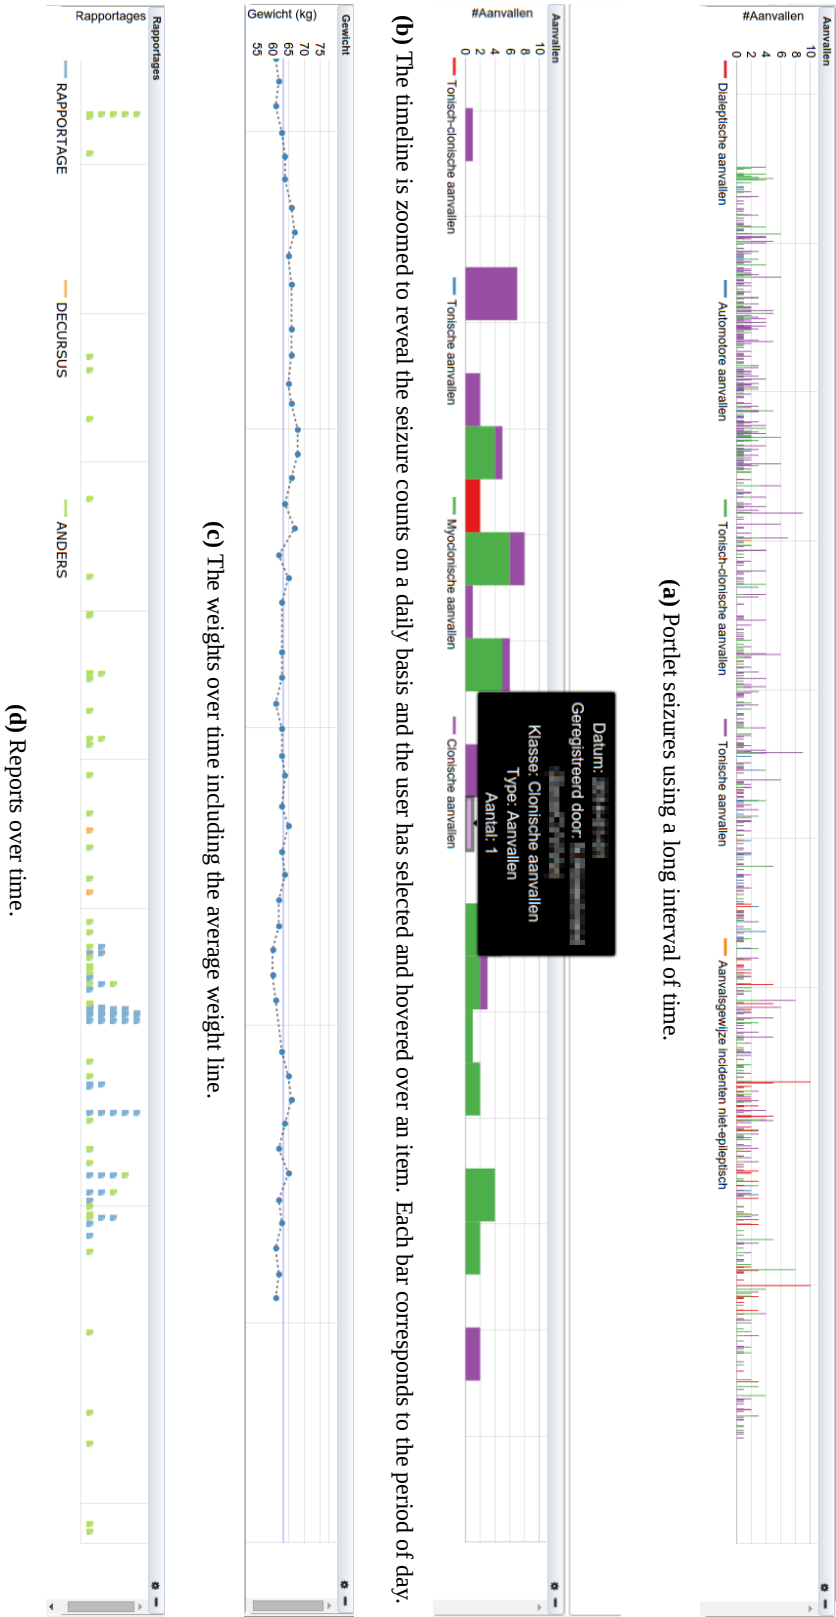 Aanvallen
#Aanvallen
10
8
6
4
2
0
Dialeptische aanvallen
Automotore aanvallen
Tonisch-clonische aanvallen
Tonische aanvallen
Aanvalsgewijze incidenten niet-epileptisch
(a) Portlet seizures using a long interval of time.
Aanvallen
#Aanvallen
10
8
6
4
2
0
Datum:
Geregistreerd door:
Klasse: Clonische aanvallen
Type: Aanvallen
Aantal: 1
Tonisch-clonische aanvallen
Tonische aanvallen
Myoclonische aanvallen
Clonische aanvallen
(b) The timeline is zoomed to reveal the seizure counts on a daily basis and the user has selected and hovered over an item. Each bar corresponds to the period of day.
Gewicht
Gewicht (kg)
75
70
65
60
55
(c) The weights over time including the average weight line.
Rapportages
Rapportages
RAPPORTAGE
DECURSUS
ANDERS
(d) Reports over time.